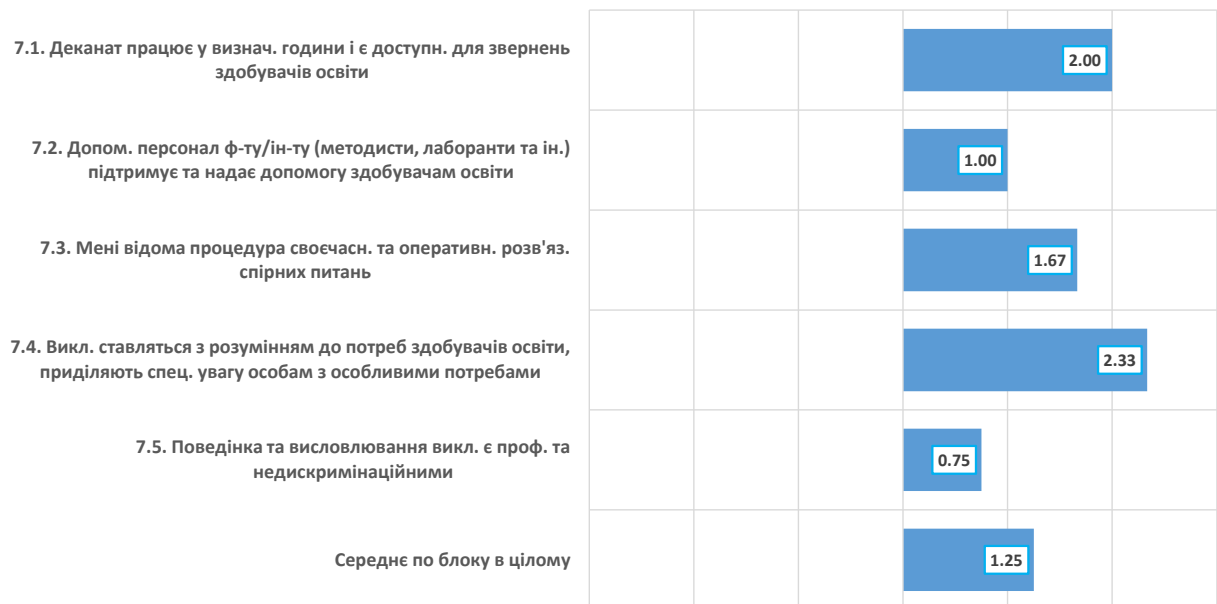 7.1. Деканат працює у визнач. години і є доступн. для звернень
здобувачів освіти
2.00
7.2. Допом. персонал ф-ту/ін-ту (методисти, лаборанти та ін.)
підтримує та надає допомогу здобувачам освіти
1.00
7.3. Мені відома процедура своєчасн. та оперативн. розв'яз.
спірних питань
1.67
7.4. Викл. ставляться з розумінням до потреб здобувачів освіти,
приділяють спец. увагу особам з особливими потребами
2.33
7.5. Поведінка та висловлювання викл. є проф. та
недискримінаційними
0.75
Середнє по блоку в цілому
1.25